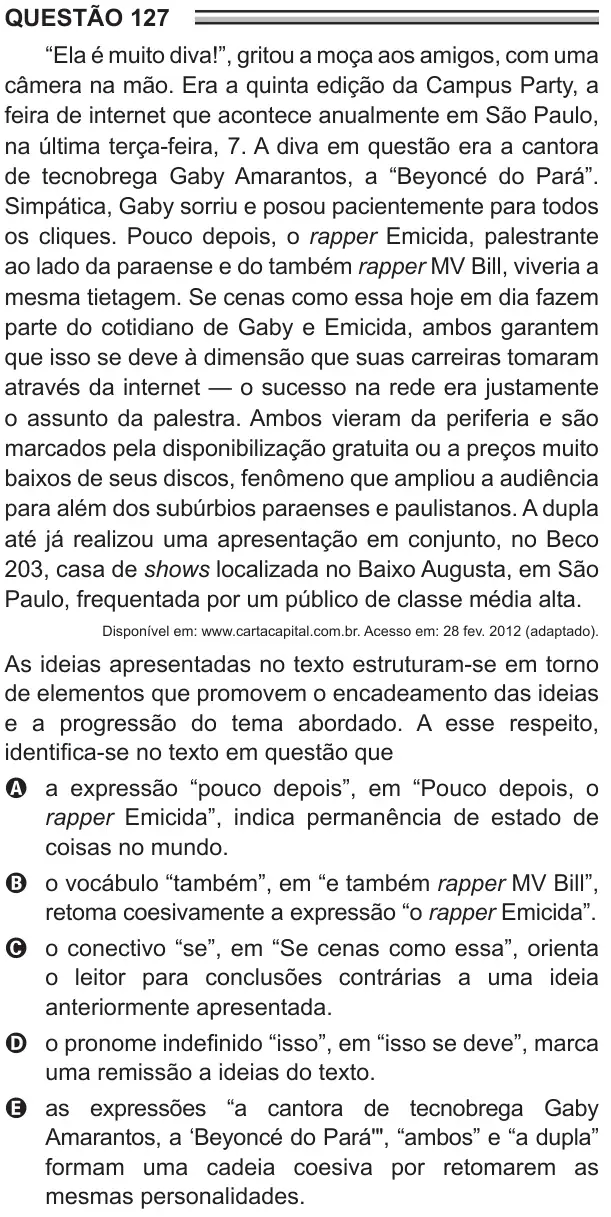 QUESTÃO 127
“Ela é muito diva!”, gritou a moça aos amigos, com uma
câmera na mão. Era a quinta edição da Campus Party, a
feira de internet que acontece anualmente em São Paulo,
na última terça-feira, 7. A diva em questão era a cantora
de tecnobrega Gaby Amarantos, a “Beyoncé do Pará”.
Simpática, Gaby sorriu e posou pacientemente para todos
os cliques. Pouco depois, o rapper Emicida, palestrante
ao lado da paraense e do também rapper MV Bill, viveria a
mesma tietagem. Se cenas como essa hoje em dia fazem
parte do cotidiano de Gaby e Emicida, ambos garantem
que isso se deve à dimensão que suas carreiras tomaram
através da internet — o sucesso na rede era justamente
o assunto da palestra. Ambos vieram da periferia e são
marcados pela disponibilização gratuita ou a preços muito
baixos de seus discos, fenômeno que ampliou a audiência
para além dos subúrbios paraenses e paulistanos. A dupla
até já realizou uma apresentação em conjunto, no Beco
203, casa de shows localizada no Baixo Augusta, em São
Paulo, frequentada por um público de classe média alta.
Disponível em: www.cartacapital.com.br. Acesso em: 28 fev. 2012 (adaptado).
As ideias apresentadas no texto estruturam-se em torno
de elementos que promovem o encadeamento das ideias
e a progressão do tema abordado. A esse respeito,
identifica-se no texto em questão que
A a expressão “pouco depois”, em “Pouco depois, o
rapper Emicida”, indica permanência de estado de
coisas no mundo.
B o vocábulo “também”, em “e também rapper MV Bill”,
retoma coesivamente a expressão “o rapper Emicida”.
C o conectivo “se”, em “Se cenas como essa”, orienta
o leitor para conclusões contrárias a uma ideia
anteriormente apresentada.
D o pronome indefinido “isso”, em “isso se deve”, marca
uma remissão a ideias do texto.
E as expressões “a cantora de tecnobrega Gaby
Amarantos, a ‘Beyoncé do Pará'", “ambos” e “a dupla”
formam uma cadeia coesiva por retomarem as
mesmas personalidades.